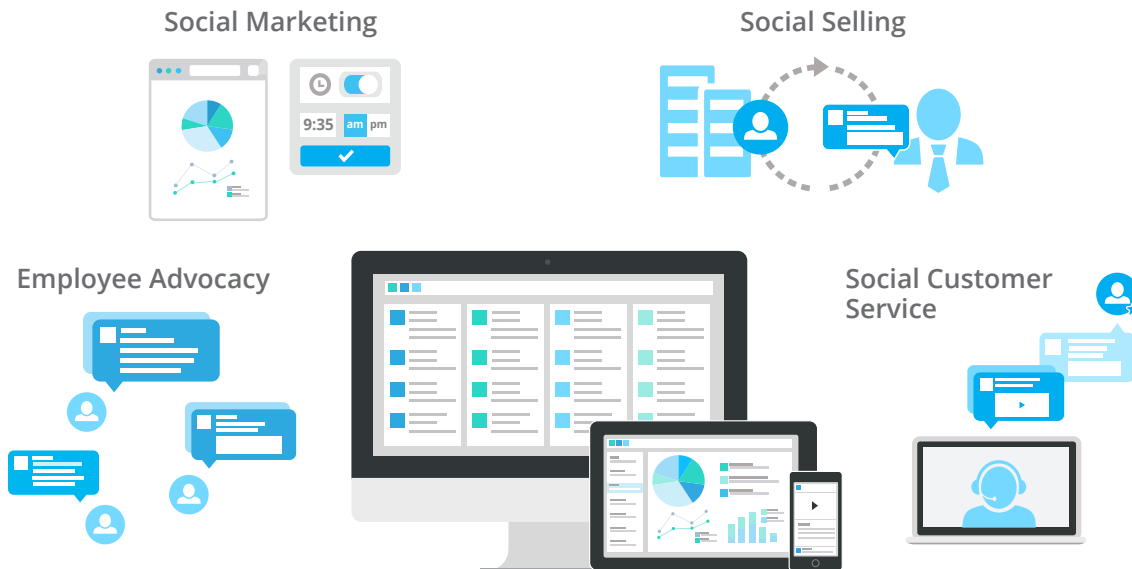 Social Marketing
Social Selling
9:35 am pm
Employee Advocacy
Social Customer
Service